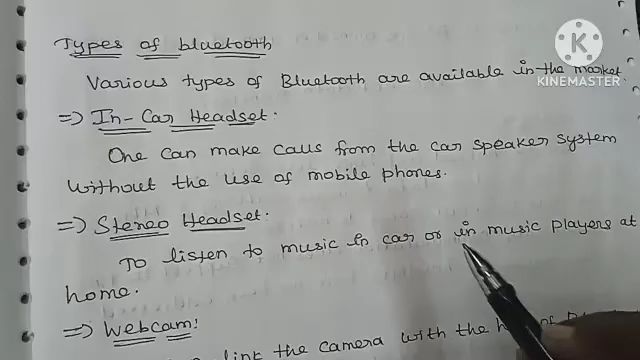 Types of bluetooth
Various types of Bluetooth are available in the market
=> In-Car Headset.
One can make calls from the car speaker system
without the use of mobile phones.
=> Stereo Headset.
To listen to music in car or in music players at
home.
=> Webcam:
link the camera with the of
K
KINEMASTER